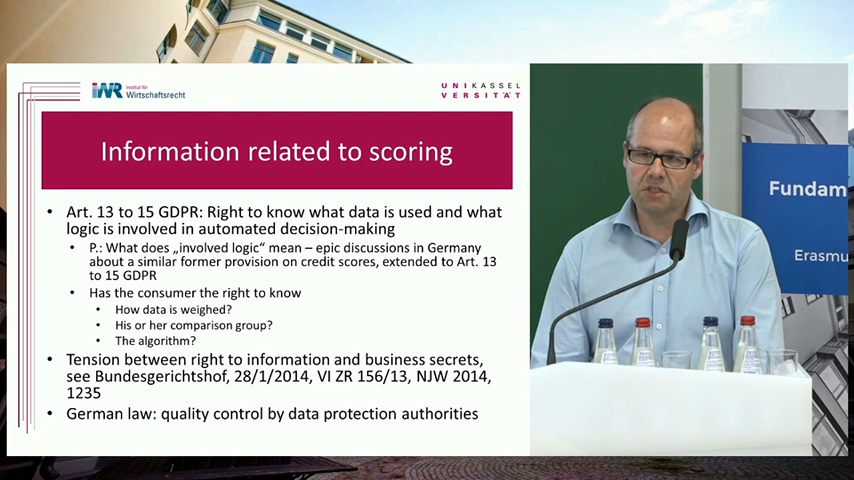 iWR Institut für
Wirtschaftsrecht
UNIKASSEL
VERSITÄT
Information related to scoring
• Art. 13 to 15 GDPR: Right to know what data is used and what
logic is involved in automated decision-making
• P.: What does „involved logic“ mean – epic discussions in Germany
about a similar former provision on credit scores, extended to Art. 13
to 15 GDPR
• Has the consumer the right to know
• How data is weighed?
• His or her comparison group?
• The algorithm?
• Tension between right to information and business secrets,
see Bundesgerichtshof, 28/1/2014, VI ZR 156/13, NJW 2014,
1235
• German law: quality control by data protection authorities
Fundam
Erasmu